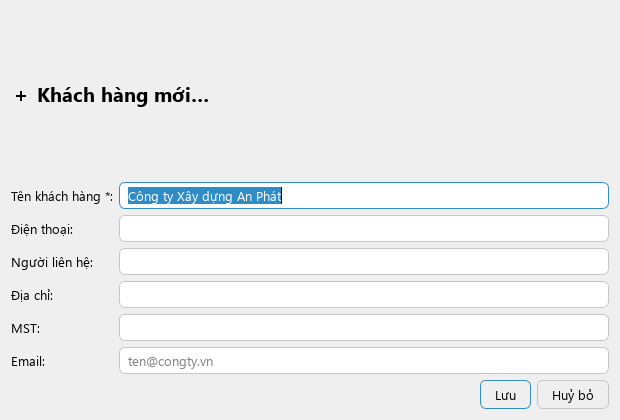 + Khách hàng mới...
Tên khách hàng *: Công ty Xây dựng An Phát
Điện thoại:
Người liên hệ:
Địa chỉ:
MST:
Email: ten@congty.vn
Lưu Huỷ bỏ